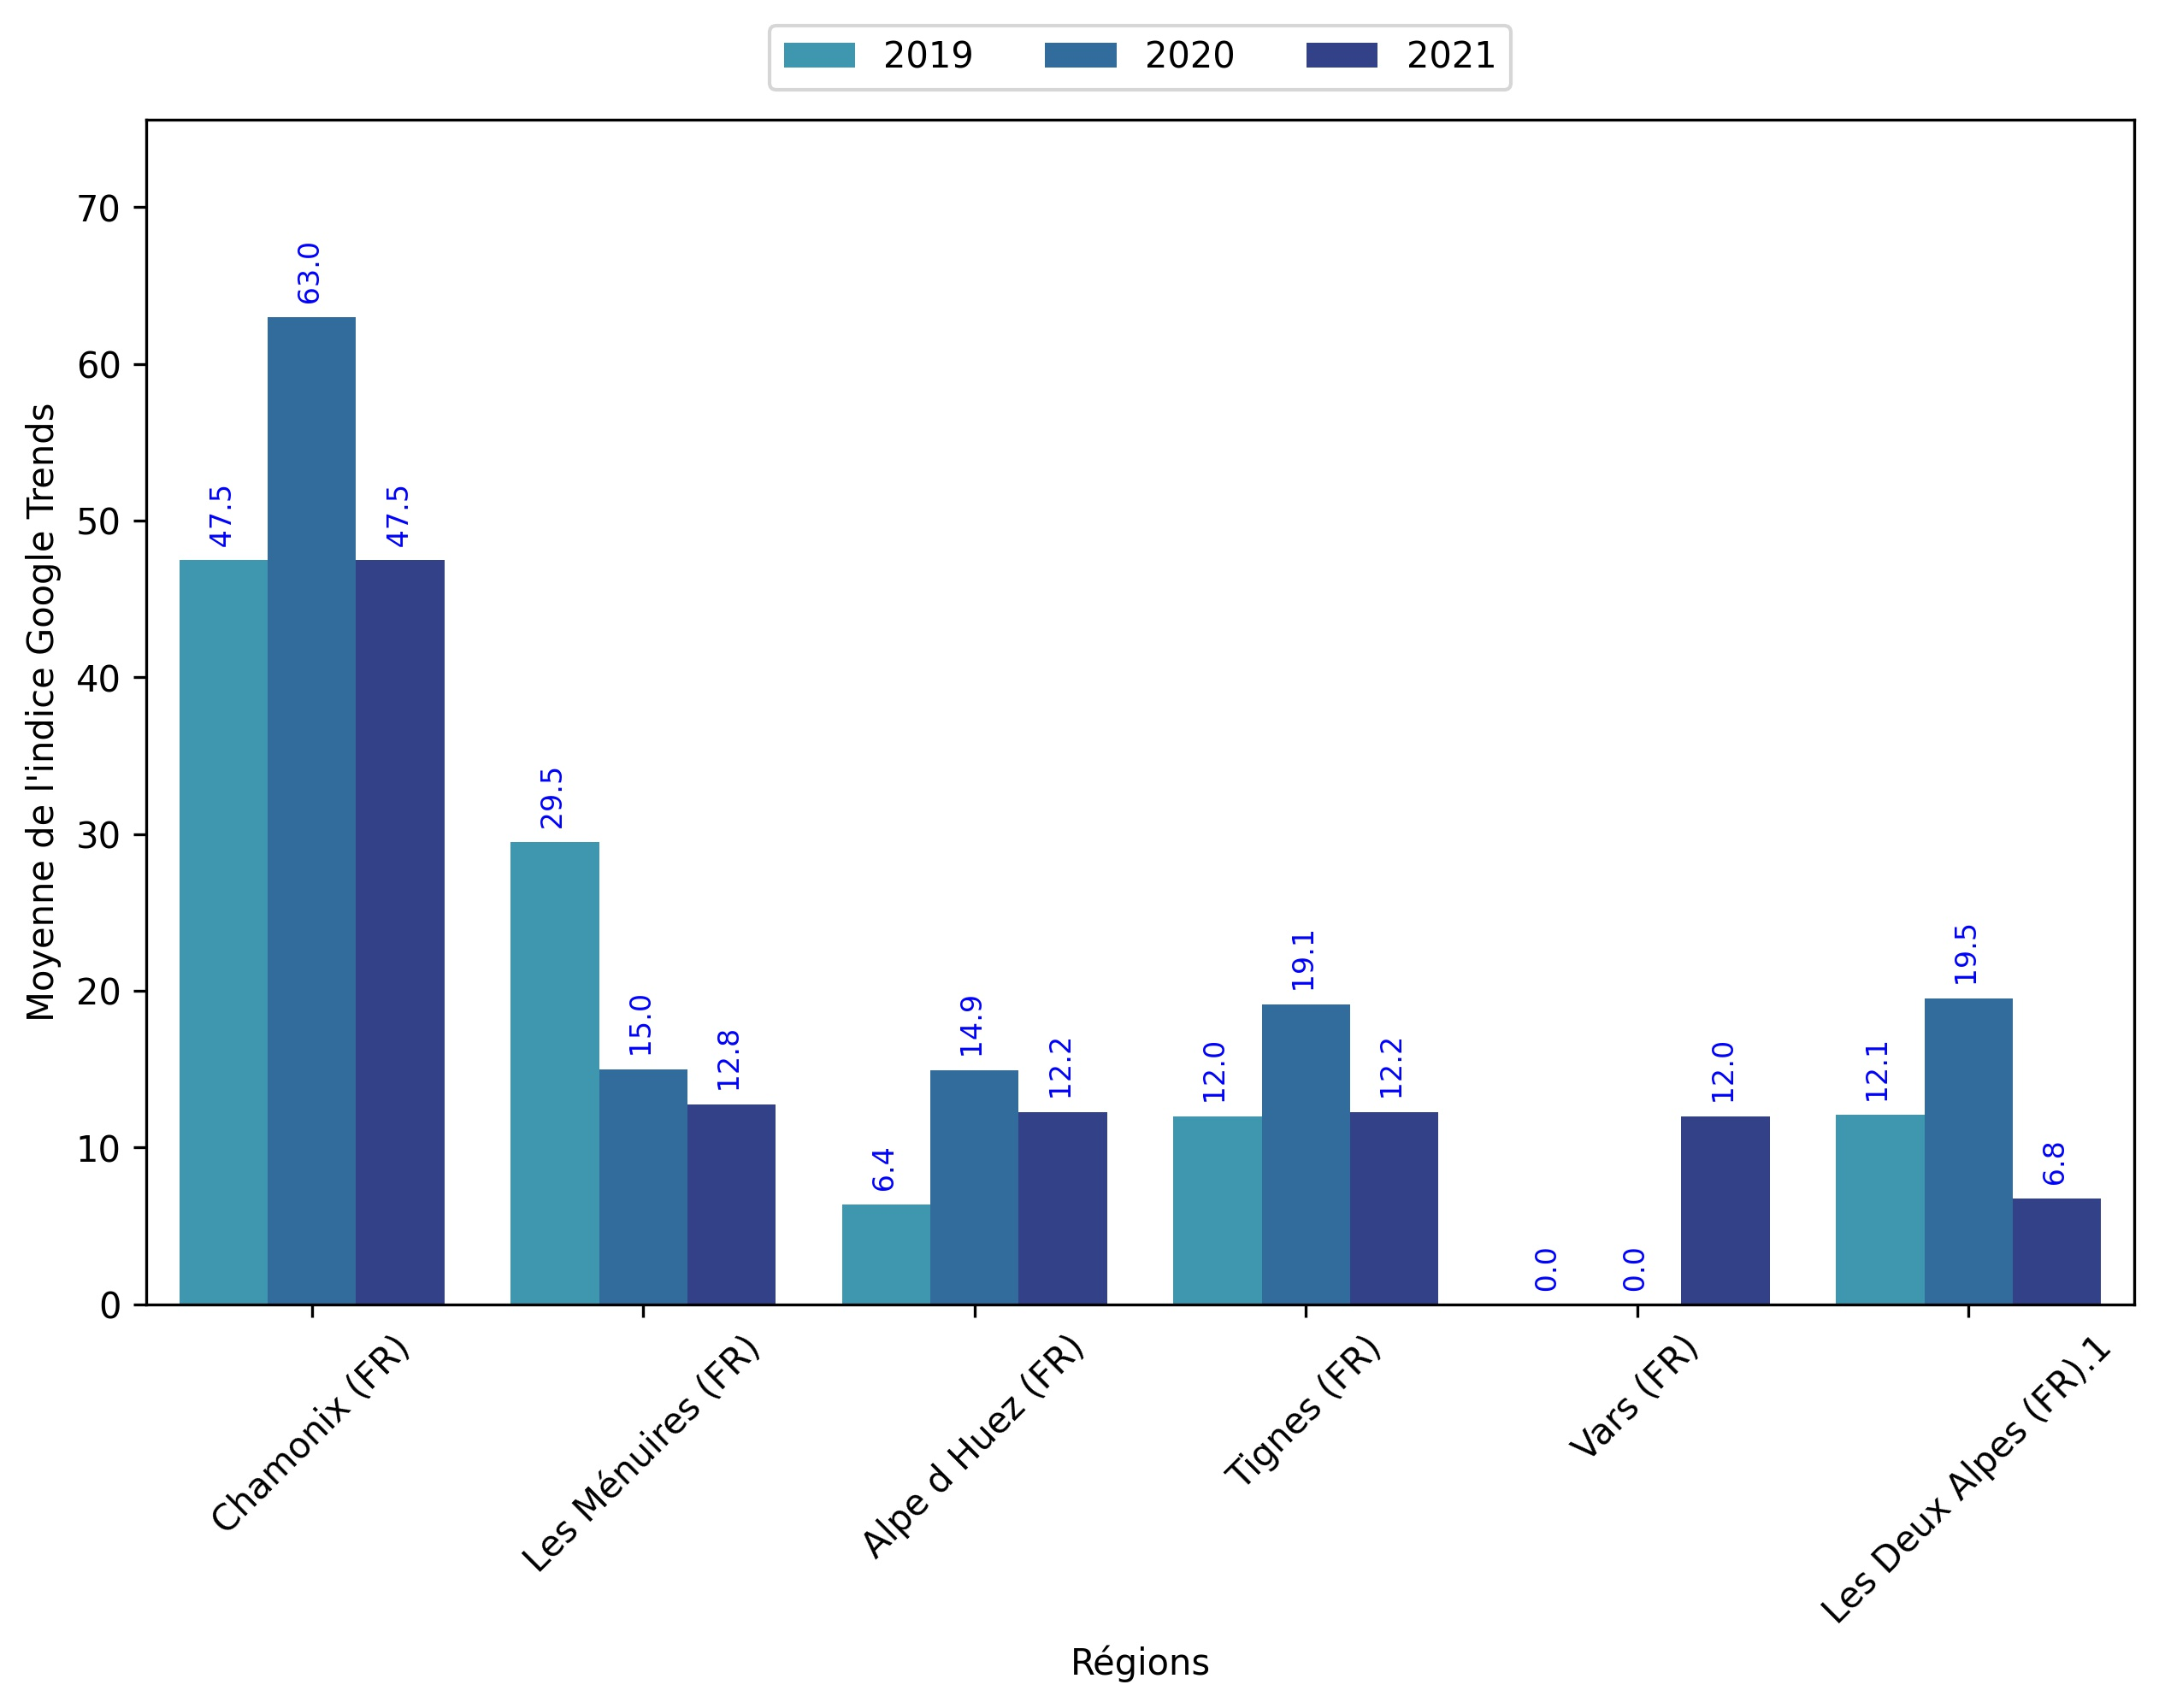 2019 2020 2021
Moyenne de l'indice Google Trends
70
60
50
40
30
20
10
0
47.5 63.0 47.5
29.5 15.0 12.8
6.4 14.9 12.2
12.0 19.1 12.2
0.0 0.0 12.0
12.1 19.5 6.8
Chamonix (FR)
Les Ménuires (FR)
Alpe d Huez (FR)
Tignes (FR)
Vars (FR)
Les Deux Alpes (FR).1
Régions